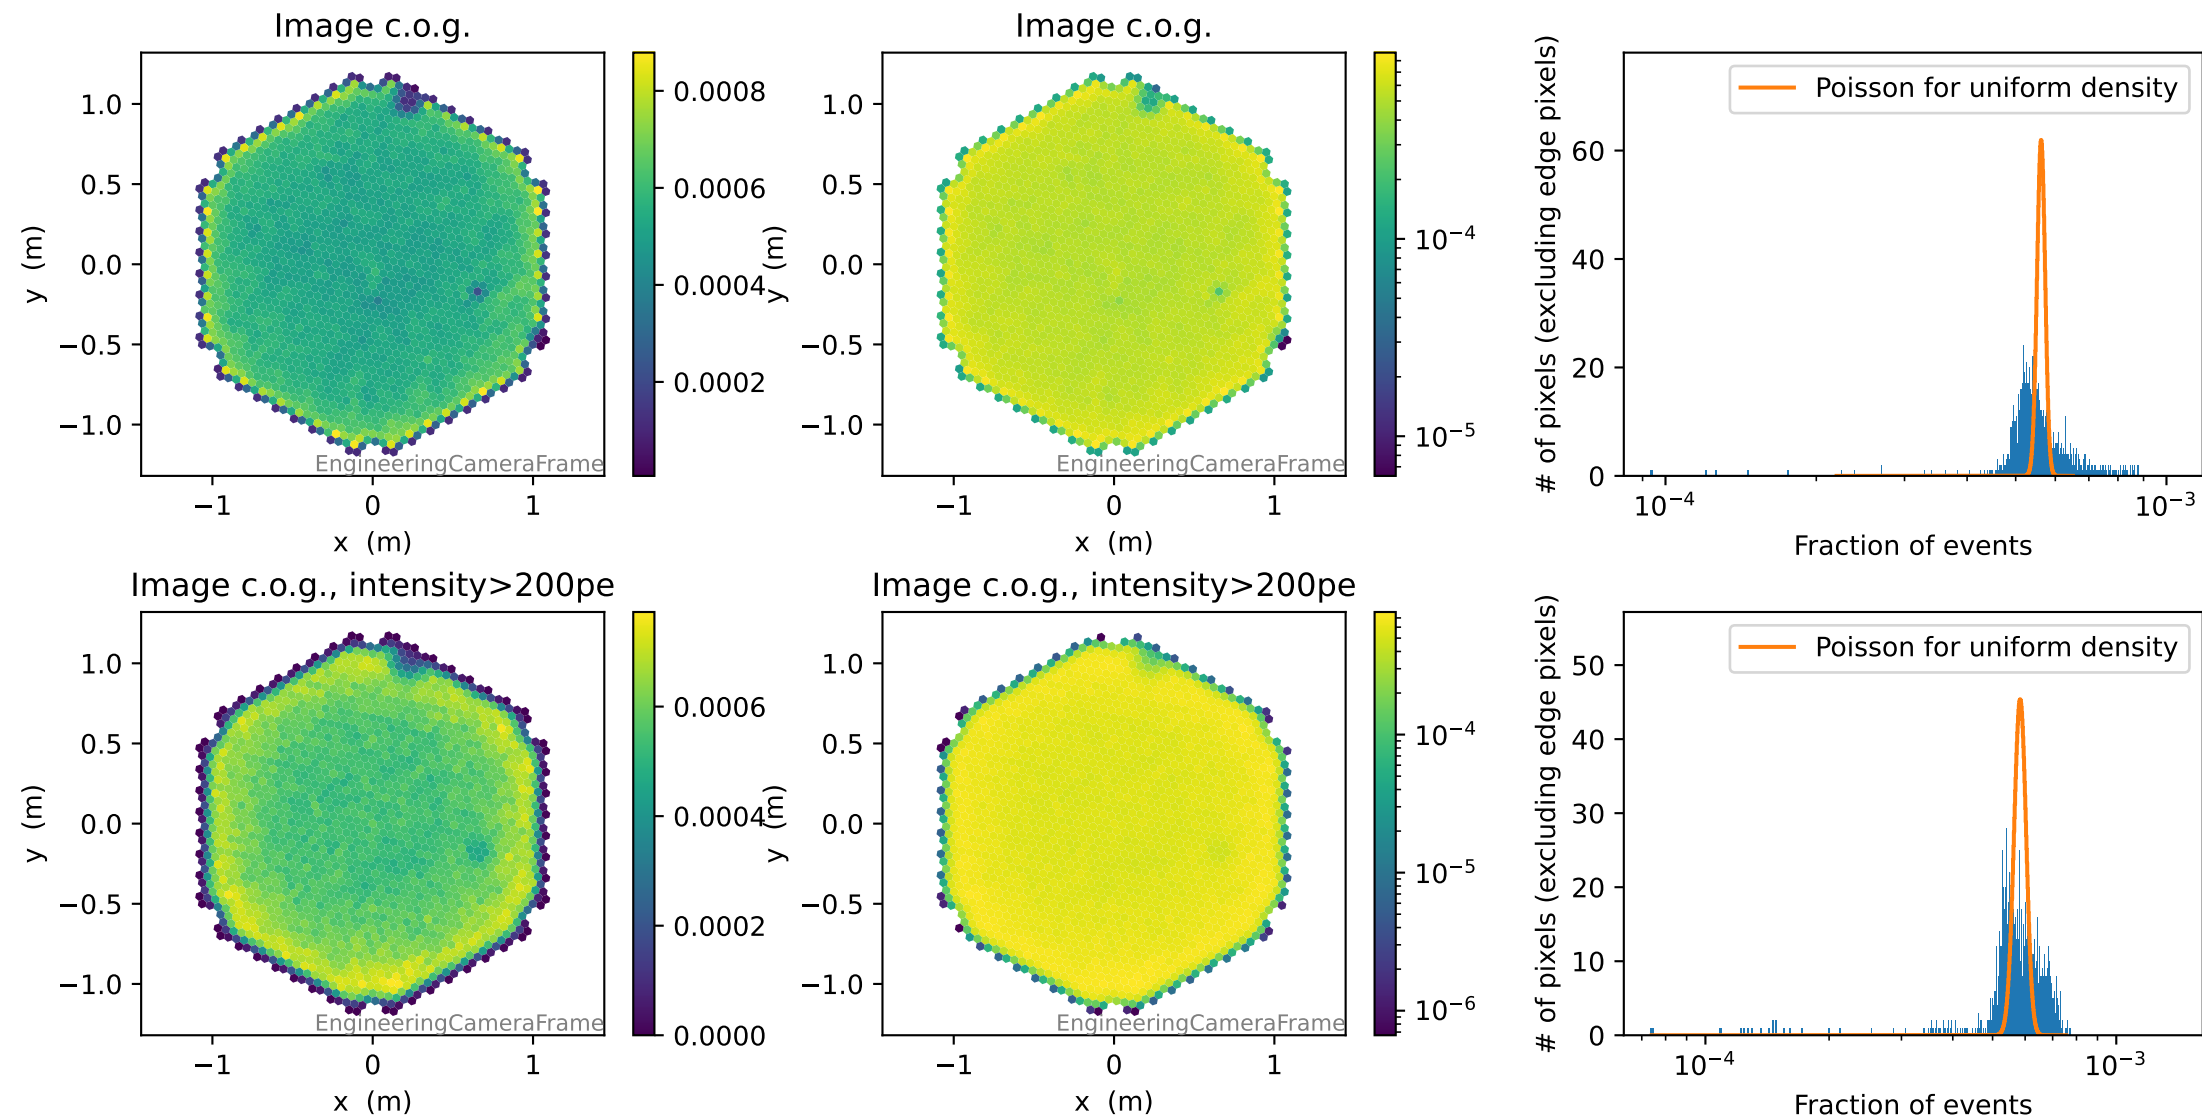 Image c.o.g.
1.0
0.5
0.0
−0.5
−1.0
y (m)
−1
0
1
x (m)
EngineeringCameraFrame
0.0008
0.0006
0.0004
0.0002
Image c.o.g.
1.0
0.5
0.0
−0.5
−1.0
y (m)
−1
0
1
x (m)
EngineeringCameraFrame
10−4
10−5
# of pixels (excluding edge pixels)
60
40
20
0
Poisson for uniform density
10−4
10−3
Fraction of events
Image c.o.g., intensity>200pe
1.0
0.5
0.0
−0.5
−1.0
y (m)
−1
0
1
x (m)
EngineeringCameraFrame
0.0006
0.0004
0.0002
0.0000
Image c.o.g., intensity>200pe
1.0
0.5
0.0
−0.5
−1.0
y (m)
−1
0
1
x (m)
EngineeringCameraFrame
10−4
10−5
10−6
# of pixels (excluding edge pixels)
50
40
30
20
10
0
Poisson for uniform density
10−4
10−3
Fraction of events